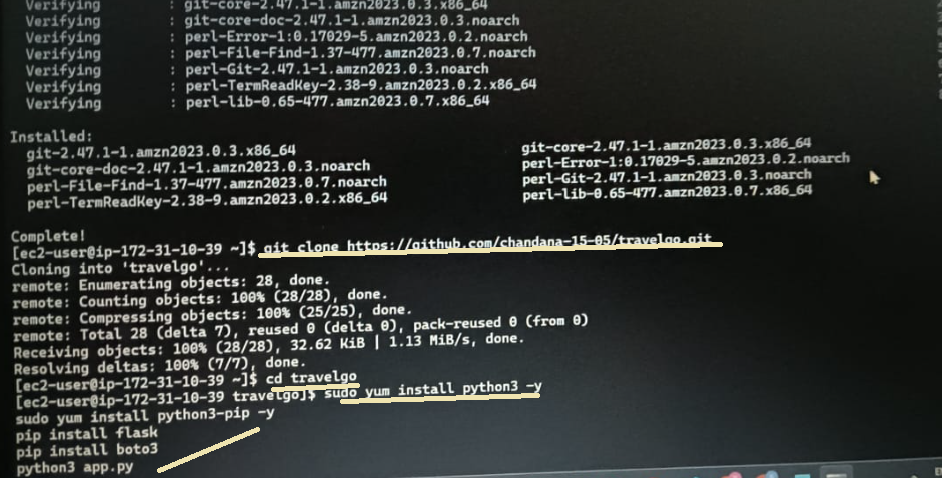 Verifying : git-core-2.47.1-1.amzn2023.0.3.x86_64
Verifying : git-core-doc-2.47.1-1.amzn2023.0.3.noarch
Verifying : perl-Error-1:0.17029-5.amzn2023.0.2.noarch
Verifying : perl-File-Find-1.37-477.amzn2023.0.7.noarch
Verifying : perl-Git-2.47.1-1.amzn2023.0.3.noarch
Verifying : perl-TermReadKey-2.38-9.amzn2023.0.2.x86_64
Verifying : perl-lib-0.65-477.amzn2023.0.7.x86_64
Installed:
git-2.47.1-1.amzn2023.0.3.x86_64 git-core-2.47.1-1.amzn2023.0.3.x86_64
git-core-doc-2.47.1-1.amzn2023.0.3.noarch perl-Error-1:0.17029-5.amzn2023.0.2.noarch
perl-File-Find-1.37-477.amzn2023.0.7.noarch perl-Git-2.47.1-1.amzn2023.0.3.noarch
perl-TermReadKey-2.38-9.amzn2023.0.2.x86_64 perl-lib-0.65-477.amzn2023.0.7.x86_64
Complete!
[ec2-user@ip-172-31-10-39 ~]$ git clone https://github.com/chandana-15-05/travelgo.git
Cloning into 'travelgo'...
remote: Enumerating objects: 28, done.
remote: Counting objects: 100% (28/28), done.
remote: Compressing objects: 100% (25/25), done.
remote: Total 28 (delta 7), reused 0 (delta 0), pack-reused 0 (from 0)
Receiving objects: 100% (28/28), 32.62 KiB | 1.13 MiB/s, done.
Resolving deltas: 100% (7/7), done.
[ec2-user@ip-172-31-10-39 ~]$ cd travelgo
[ec2-user@ip-172-31-10-39 travelgo]$ sudo yum install python3 -y
sudo yum install python3-pip -y
pip install flask
pip install boto3
python3 app.py